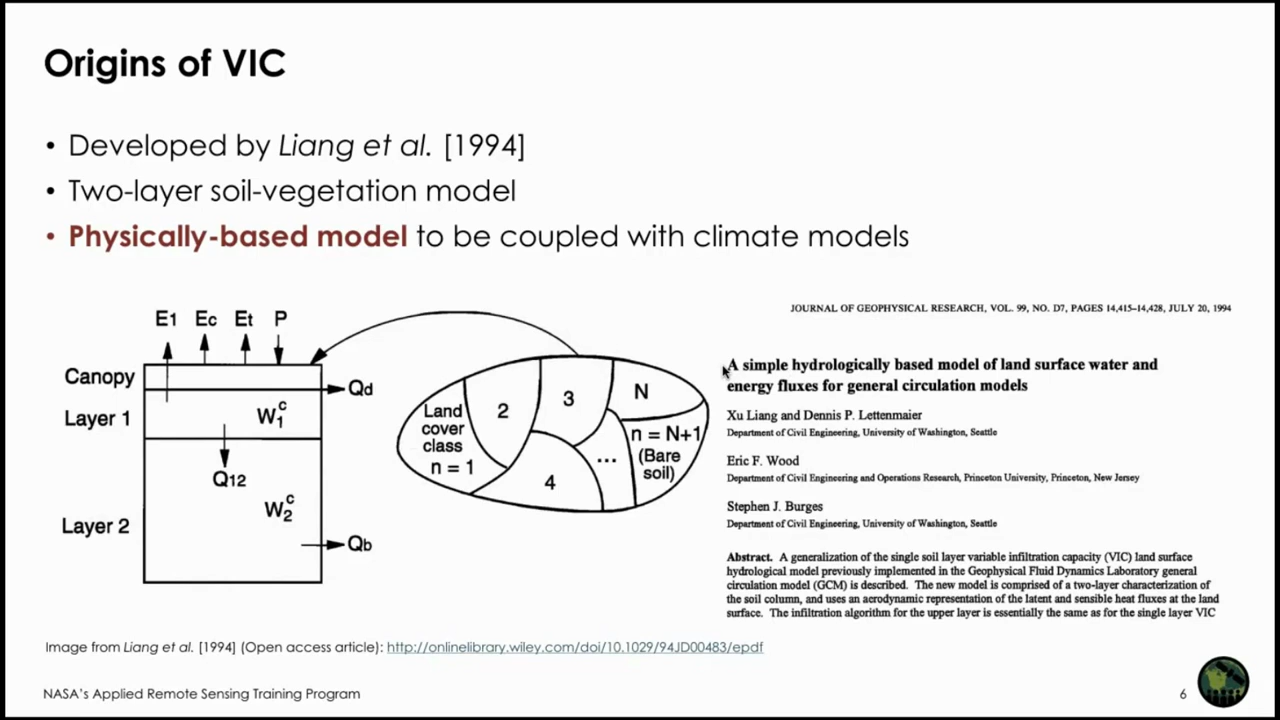 Origins of VIC
• Developed by Liang et al. [1994]
• Two-layer soil-vegetation model
• Physically-based model to be coupled with climate models
E1 Ec Et P
Canopy
Qd
Layer 1
W1c
Q12
W2c
Layer 2
Qb
Land cover class n = 1
2
3
4
...
N
n = N+1 (Bare soil)
JOURNAL OF GEOPHYSICAL RESEARCH, VOL. 99, NO. D7, PAGES 14,415–14,428, JULY 20, 1994
A simple hydrologically based model of land surface water and
energy fluxes for general circulation models
Xu Liang and Dennis P. Lettenmaier
Department of Civil Engineering, University of Washington, Seattle
Eric F. Wood
Department of Civil Engineering and Operations Research, Princeton University, Princeton, New Jersey
Stephen J. Burges
Department of Civil Engineering, University of Washington, Seattle
Abstract. A generalization of the single soil layer variable infiltration capacity (VIC) land surface
hydrological model previously implemented in the Geophysical Fluid Dynamics Laboratory general
circulation model (GCM) is described. The new model is comprised of a two-layer characterization of
the soil column, and uses an aerodynamic representation of the latent and sensible heat fluxes at the land
surface. The infiltration algorithm for the upper layer is essentially the same as for the single layer VIC
Image from Liang et al. [1994] (Open access article): http://onlinelibrary.wiley.com/doi/10.1029/94JD00483/epdf
NASA's Applied Remote Sensing Training Program
6